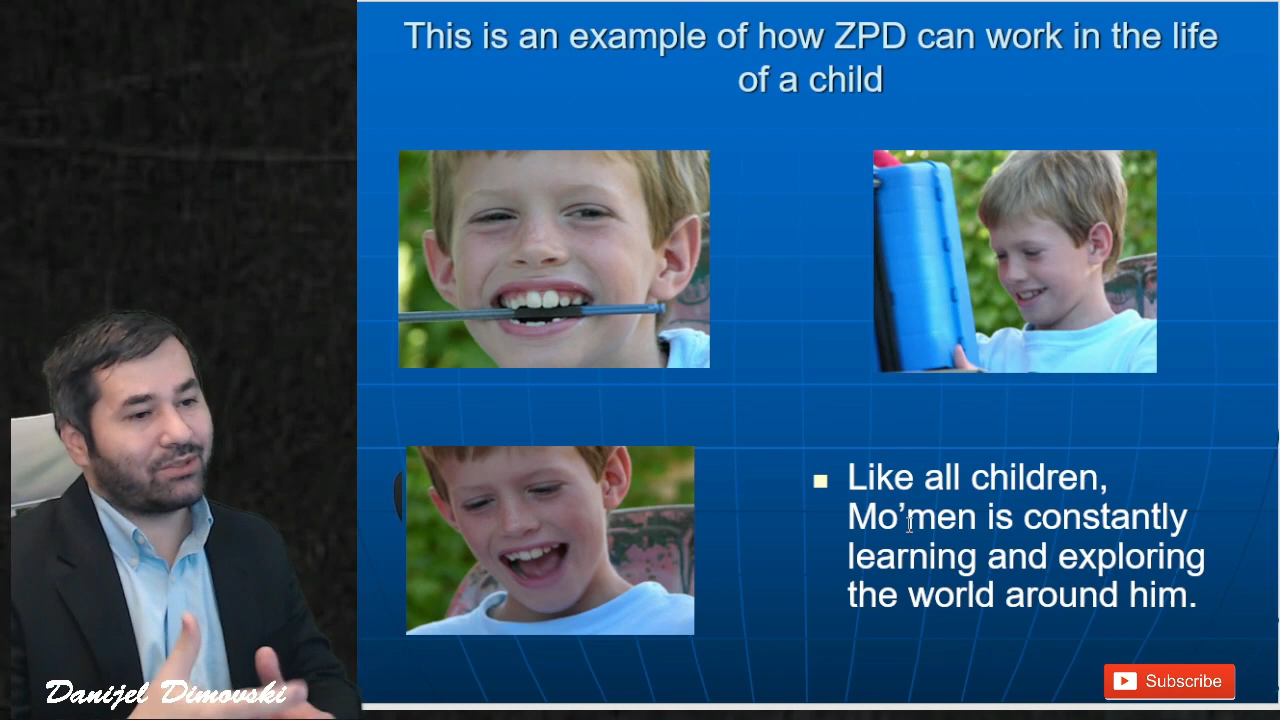 This is an example of how ZPD can work in the life
of a child
Like all children,
Mo’men is constantly
learning and exploring
the world around him.
Danijel Dimovski
Subscribe